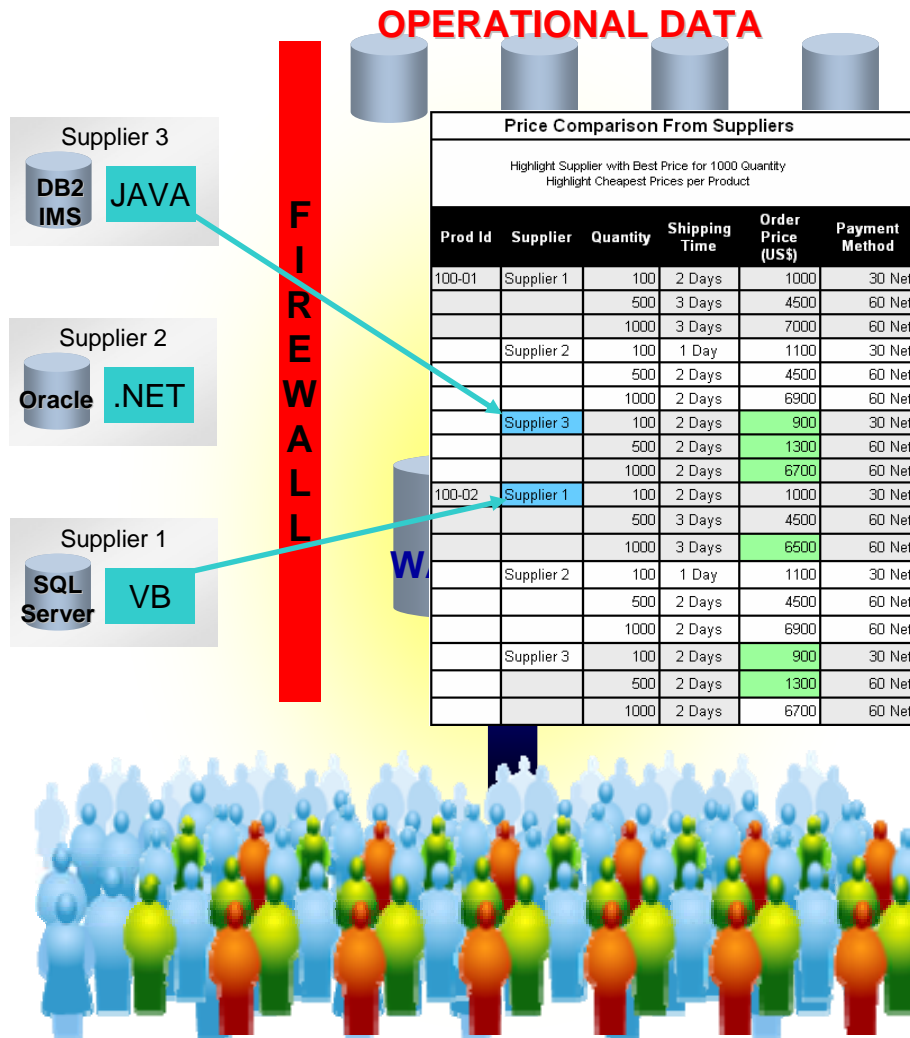 OPERATIONAL DATA
Supplier 3
DB2
IMS
JAVA
Supplier 2
Oracle
.NET
Supplier 1
SQL
Server
VB
F
I
R
E
W
A
L
L
Price Comparison From Suppliers
Highlight Supplier with Best Price for 1000 Quantity
Highlight Cheapest Prices per Product
Prod Id Supplier Quantity Shipping Time Order Price (US$) Payment Method
100-01 Supplier 1 100 2 Days 1000 30 Net
500 3 Days 4500 60 Net
1000 3 Days 7000 60 Net
Supplier 2 100 1 Day 1100 30 Net
500 2 Days 4500 60 Net
1000 2 Days 6900 60 Net
Supplier 3 100 2 Days 900 30 Net
500 2 Days 1300 60 Net
1000 2 Days 6700 60 Net
100-02 Supplier 1 100 2 Days 1000 30 Net
500 3 Days 4500 60 Net
1000 3 Days 6500 60 Net
Supplier 2 100 1 Day 1100 30 Net
500 2 Days 4500 60 Net
1000 2 Days 6900 60 Net
Supplier 3 100 2 Days 900 30 Net
500 2 Days 1300 60 Net
1000 2 Days 6700 60 Net